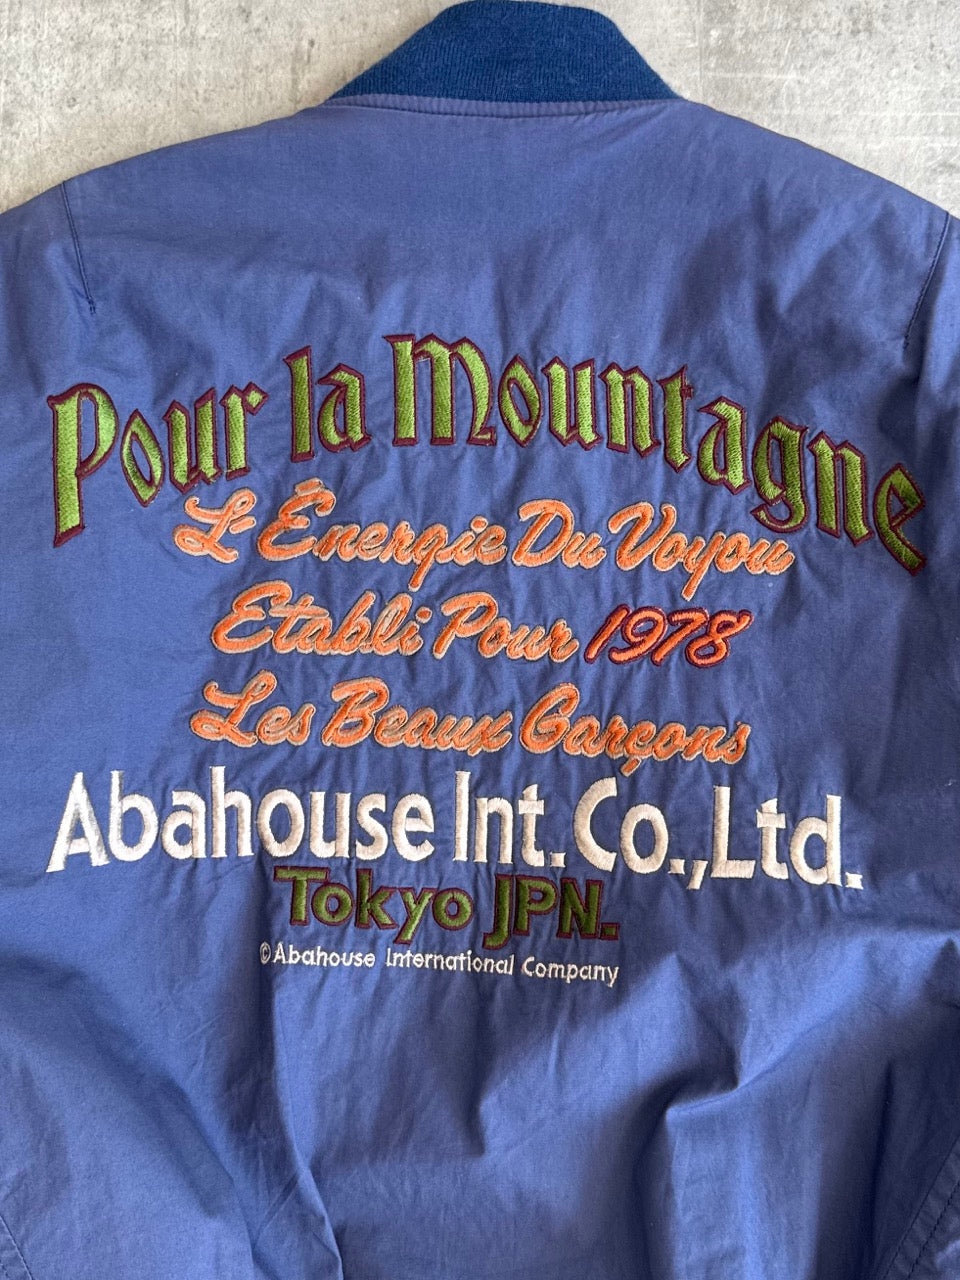 Pour la Mountagne
L'Énergie Du Voyou
Etabli Pour 1978
Les Beaux Garçons
Abahouse Int. Co., Ltd.
Tokyo JPN.
© Abahouse International Company